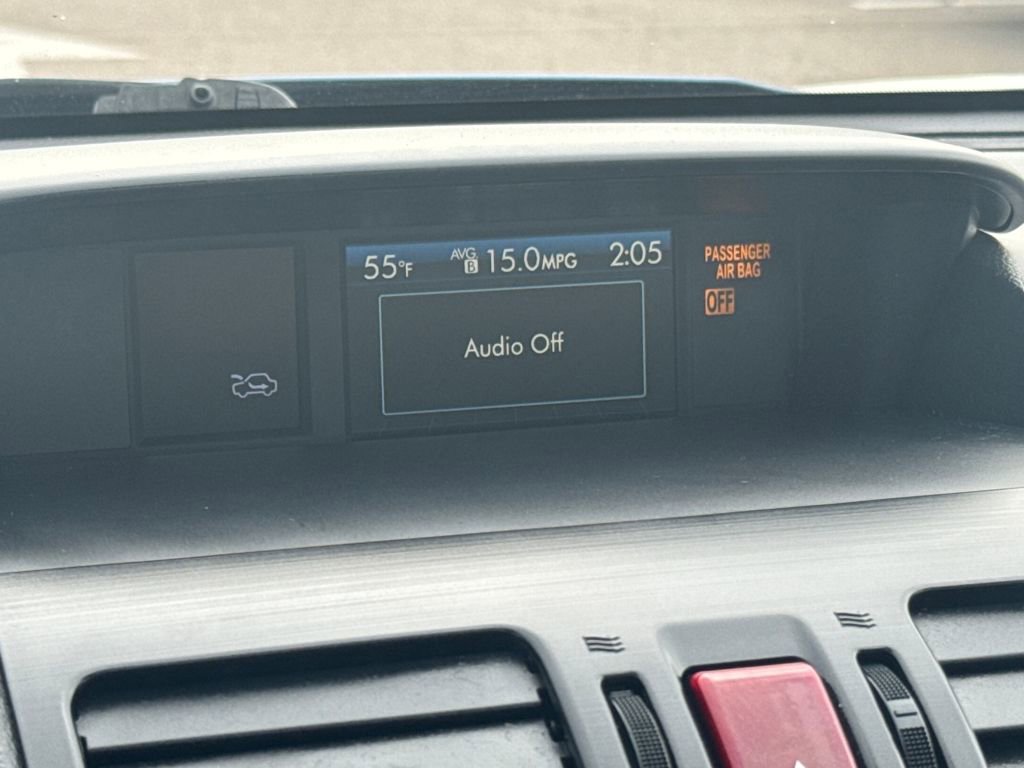 55°F AVG B 15.0MPG 2:05
Audio Off
PASSENGER
AIR BAG
OFF